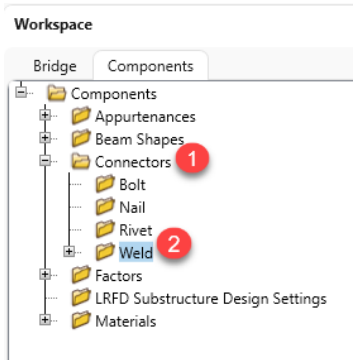 Workspace
Bridge Components
Components
Appurtenances
Beam Shapes
Connectors 1
Bolt
Nail
Rivet
Weld 2
Factors
LRFD Substructure Design Settings
Materials